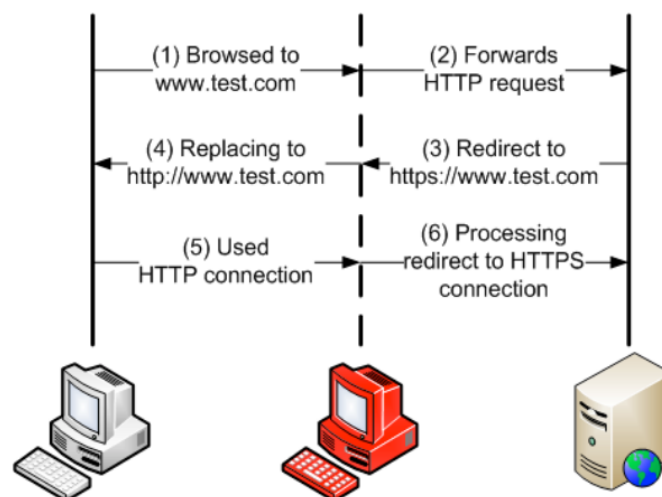 (1) Browsed to
www.test.com
(2) Forwards
HTTP request
(4) Replacing to
http://www.test.com
(3) Redirect to
https://www.test.com
(5) Used
HTTP connection
(6) Processing
redirect to HTTPS
connection